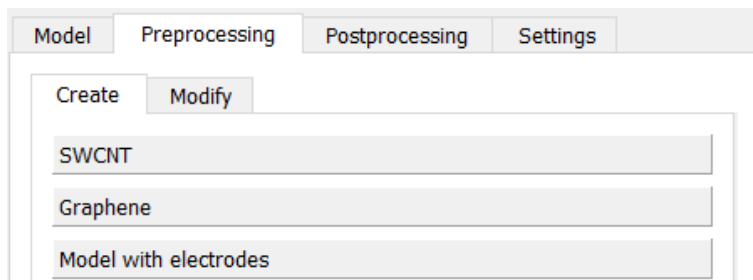 Model Preprocessing Postprocessing Settings
Create Modify
SWCNT
Graphene
Model with electrodes